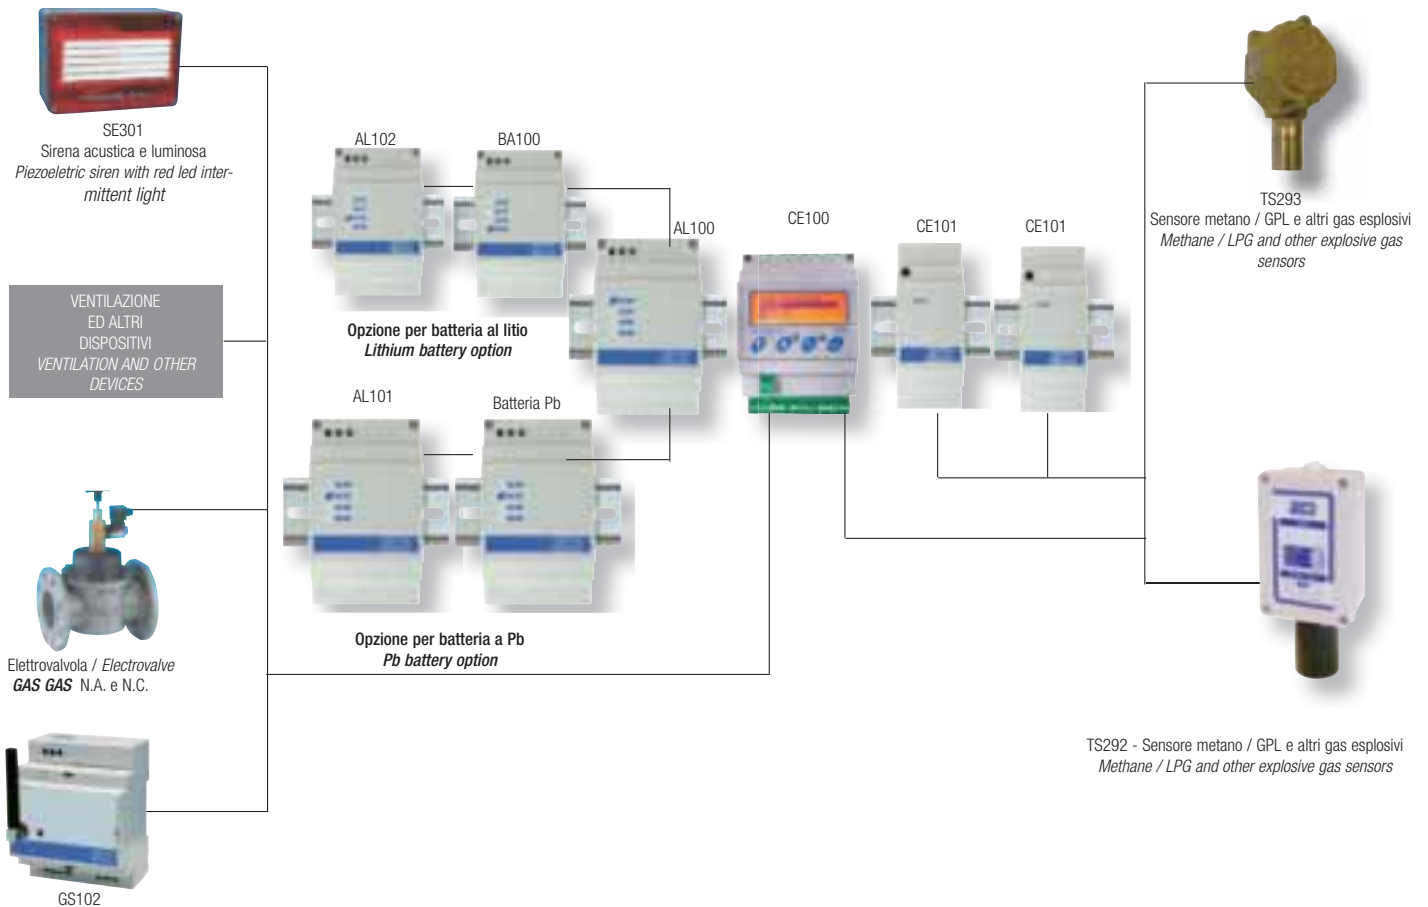 SE301
Sirena acustica e luminosa
Piezoeletric siren with red led inter-
mittent light
VENTILAZIONE
ED ALTRI
DISPOSITIVI
VENTILATION AND OTHER
DEVICES
Elettrovalvola / Electrovalve
GAS GAS N.A. e N.C.
GS102
AL102
BA100
Opzione per batteria al litio
Lithium battery option
AL101
Batteria Pb
Opzione per batteria a Pb
Pb battery option
AL100
CE100
CE101
CE101
TS293
Sensore metano / GPL e altri gas esplosivi
Methane / LPG and other explosive gas
sensors
TS292 - Sensore metano / GPL e altri gas esplosivi
Methane / LPG and other explosive gas sensors